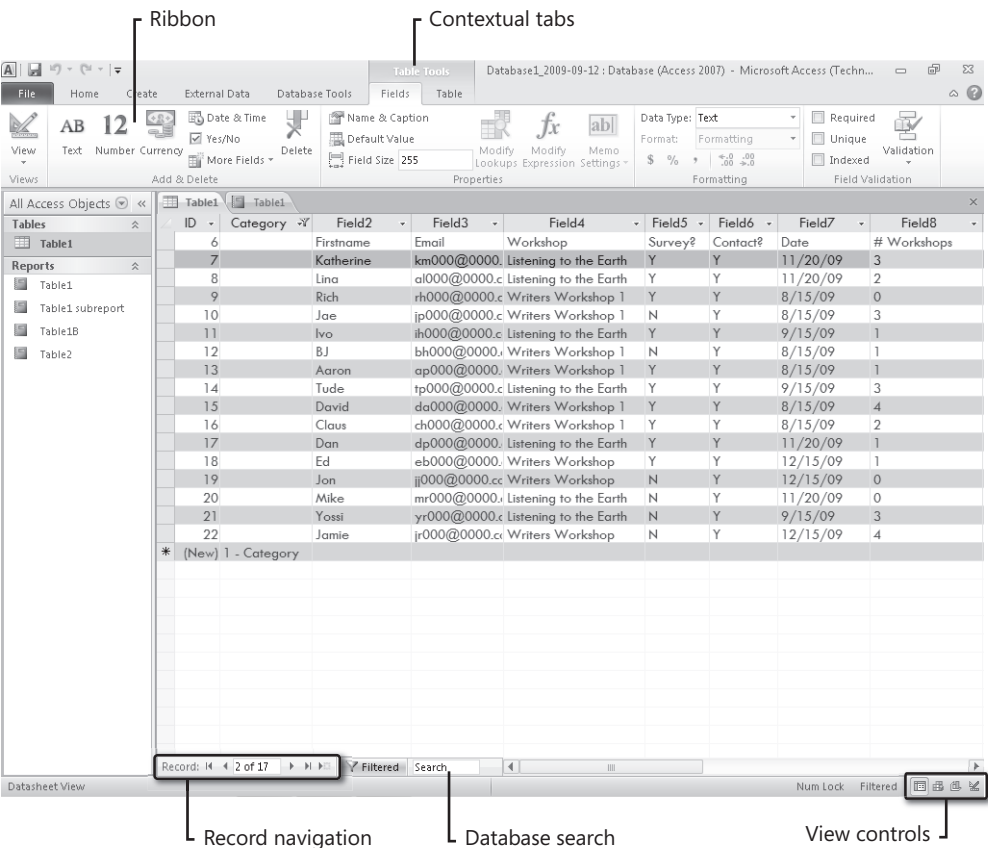 Ribbon
Contextual tabs
Table Tools
Database1_2009-09-12 : Database (Access 2007) - Microsoft Access (Techn...
File Home Create External Data Database Tools Fields Table
View
AB Text
12 Number
Currency
Date & Time
Yes/No
More Fields
Delete
Name & Caption
Default Value
Field Size 255
Modify Lookups
fx Modify Expression
ab Memo Settings
Data Type: Text
Format: Formatting
$ % , .0 .00 .00 .0
Required
Unique
Indexed
Validation
Views Add & Delete Properties Formatting Field Validation
All Access Objects «
Tables
Table1
Reports
Table1
Table1 subreport
Table1B
Table2
Table1 Table1
ID Category Field2 Field3 Field4 Field5 Field6 Field7 Field8
6 Firstname Email Workshop Survey? Contact? Date # Workshops
7 Katherine km000@0000. Listening to the Earth Y Y 11/20/09 3
8 Lina al000@0000.c Listening to the Earth Y Y 11/20/09 2
9 Rich rh000@0000.c Writers Workshop 1 Y Y 8/15/09 0
10 Jae jp000@0000.c Writers Workshop 1 N Y 8/15/09 3
11 Ivo ih000@0000.c Listening to the Earth Y Y 9/15/09 1
12 BJ bh000@0000. Writers Workshop 1 N Y 8/15/09 1
13 Aaron ap000@0000. Writers Workshop 1 Y Y 8/15/09 1
14 Tude tp000@0000.c Listening to the Earth Y Y 9/15/09 3
15 David da000@0000. Writers Workshop 1 Y Y 8/15/09 4
16 Claus ch000@0000.c Writers Workshop 1 Y Y 8/15/09 2
17 Dan dp000@0000. Listening to the Earth Y Y 11/20/09 1
18 Ed eb000@0000. Writers Workshop Y Y 12/15/09 1
19 Jon jj000@0000.cc Writers Workshop N Y 12/15/09 0
20 Mike mr000@0000. Listening to the Earth N Y 11/20/09 0
21 Yossi yr000@0000.c Listening to the Earth N Y 9/15/09 3
22 Jamie jr000@0000.c Writers Workshop N Y 12/15/09 4
* (New) 1 - Category
Record: 2 of 17 Filtered Search
Datasheet View Num Lock Filtered
Record navigation
Database search
View controls